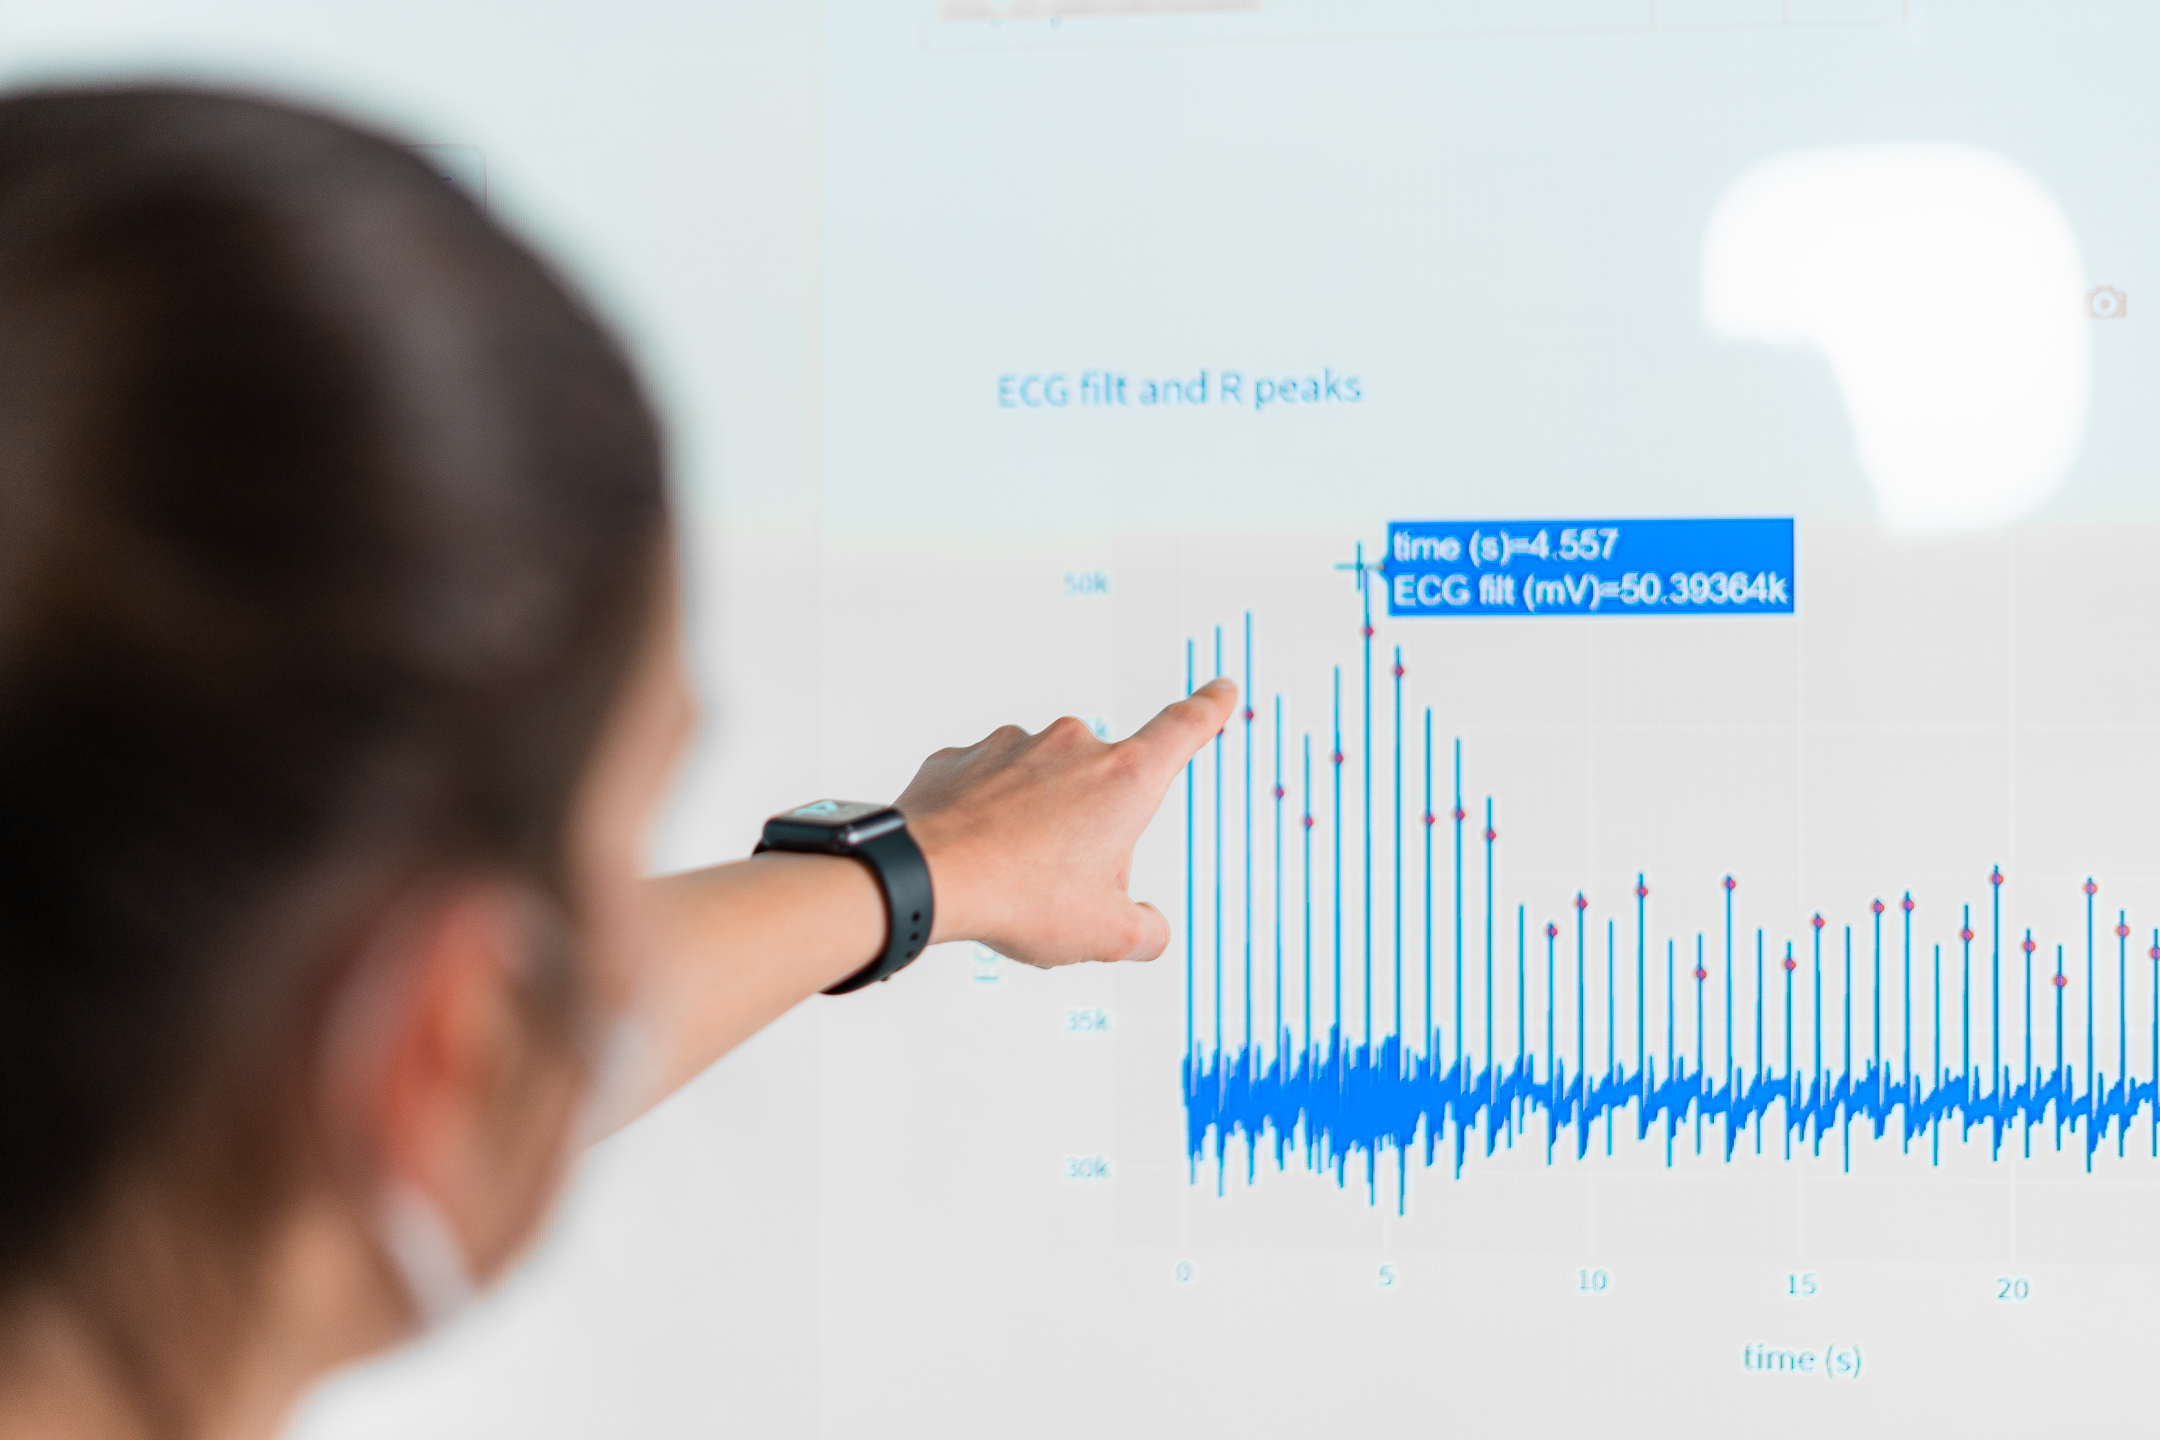 ECG filt and R peaks
time (s)=4.557
ECG filt (mV)=50.39364k
50k
35k
30k
0 5 10 15 20
time (s)